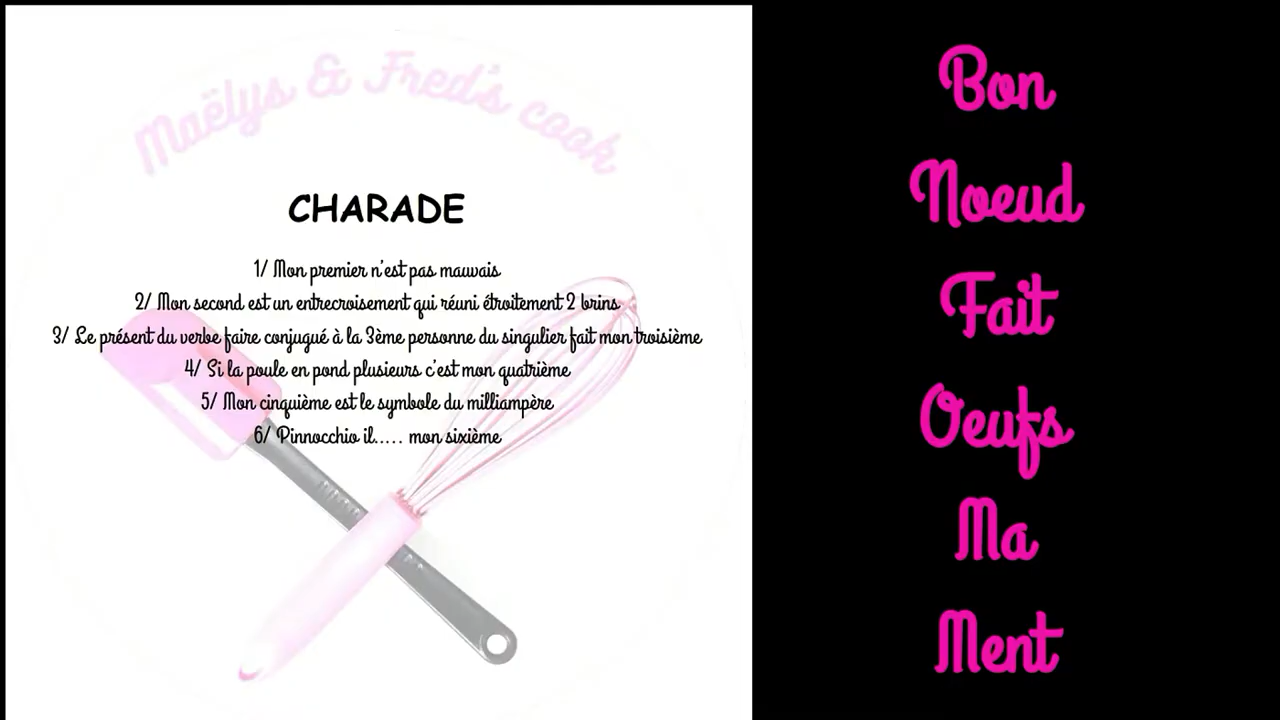 Maëlys & Fred's cook
CHARADE
1/ Mon premier n'est pas mauvais
2/ Mon second est un entrecroisement qui réuni étroitement 2 brins
3/ Le présent du verbe faire conjugué à la 3ème personne du singulier fait mon troisième
4/ Si la poule en pond plusieurs c'est mon quatrième
5/ Mon cinquième est le symbole du milliampère
6/ Pinnocchio il..... mon sixième
Bon
Noeud
Fait
Oeufs
Ma
Ment